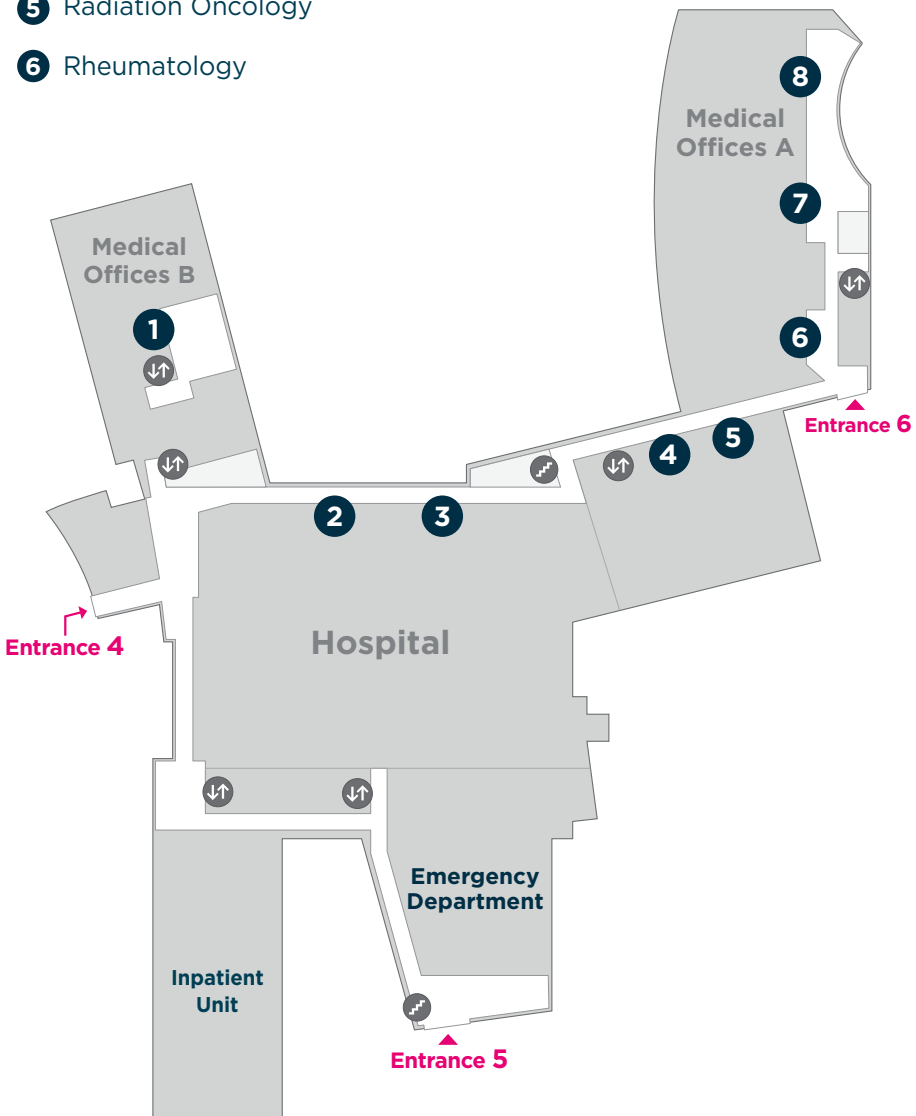 5 Radiation Oncology
6 Rheumatology
8
Medical
Offices A
7
Medical
Offices B
1
6
Entrance 6
5
4
2
3
Entrance 4
Hospital
Emergency
Department
Inpatient
Unit
Entrance 5